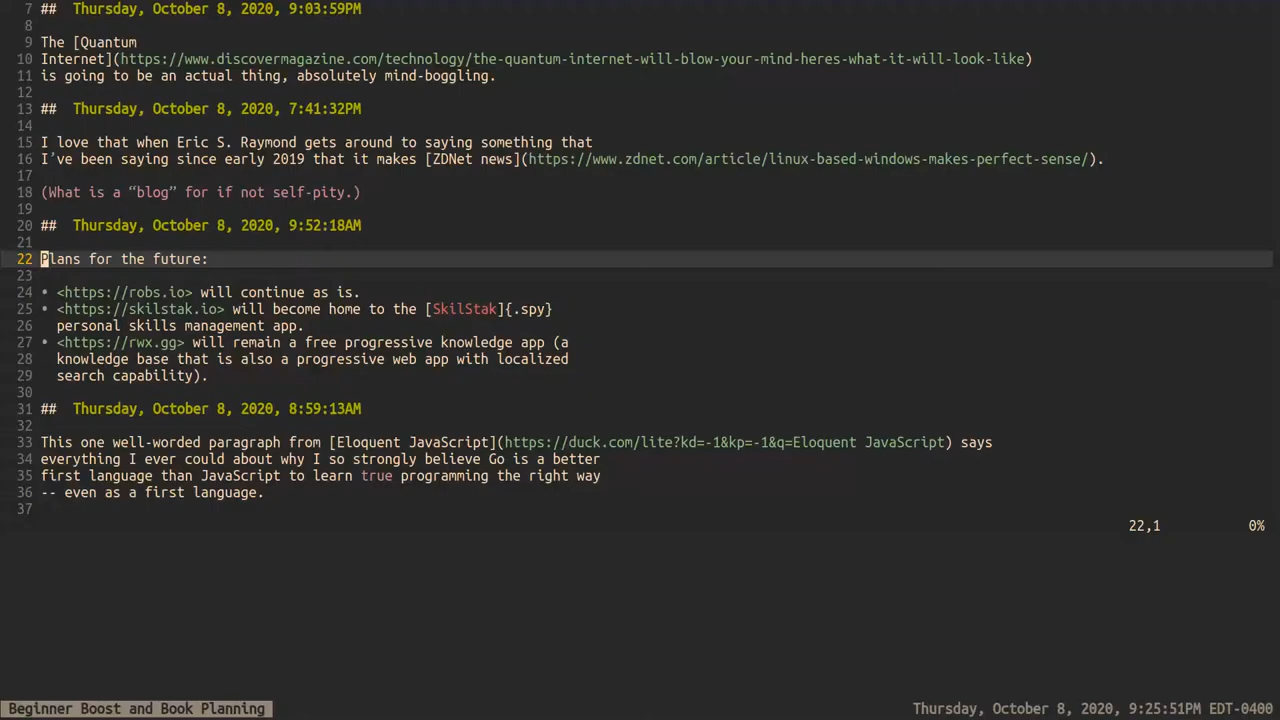 7 ##  Thursday, October 8, 2020, 9:03:59PM
8
9 The [Quantum
10 Internet](https://www.discovermagazine.com/technology/the-quantum-internet-will-blow-your-mind-heres-what-it-will-look-like)
11 is going to be an actual thing, absolutely mind-boggling.
12
13 ##  Thursday, October 8, 2020, 7:41:32PM
14
15 I love that when Eric S. Raymond gets around to saying something that
16 I’ve been saying since early 2019 that it makes [ZDNet news](https://www.zdnet.com/article/linux-based-windows-makes-perfect-sense/).
17
18 (What is a “blog” for if not self-pity.)
19
20 ##  Thursday, October 8, 2020, 9:52:18AM
21
22 Plans for the future:
23
24 • <https://robs.io> will continue as is.
25 • <https://skilstak.io> will become home to the [SkilStak]{.spy}
26   personal skills management app.
27 • <https://rwx.gg> will remain a free progressive knowledge app (a
28   knowledge base that is also a progressive web app with localized
29   search capability).
30
31 ##  Thursday, October 8, 2020, 8:59:13AM
32
33 This one well-worded paragraph from [Eloquent JavaScript](https://duck.com/lite?kd=-1&kp=-1&q=Eloquent JavaScript) says
34 everything I ever could about why I so strongly believe Go is a better
35 first language than JavaScript to learn true programming the right way
36 -- even as a first language.
37
22,1 0%
Beginner Boost and Book Planning
Thursday, October 8, 2020, 9:25:51PM EDT-0400